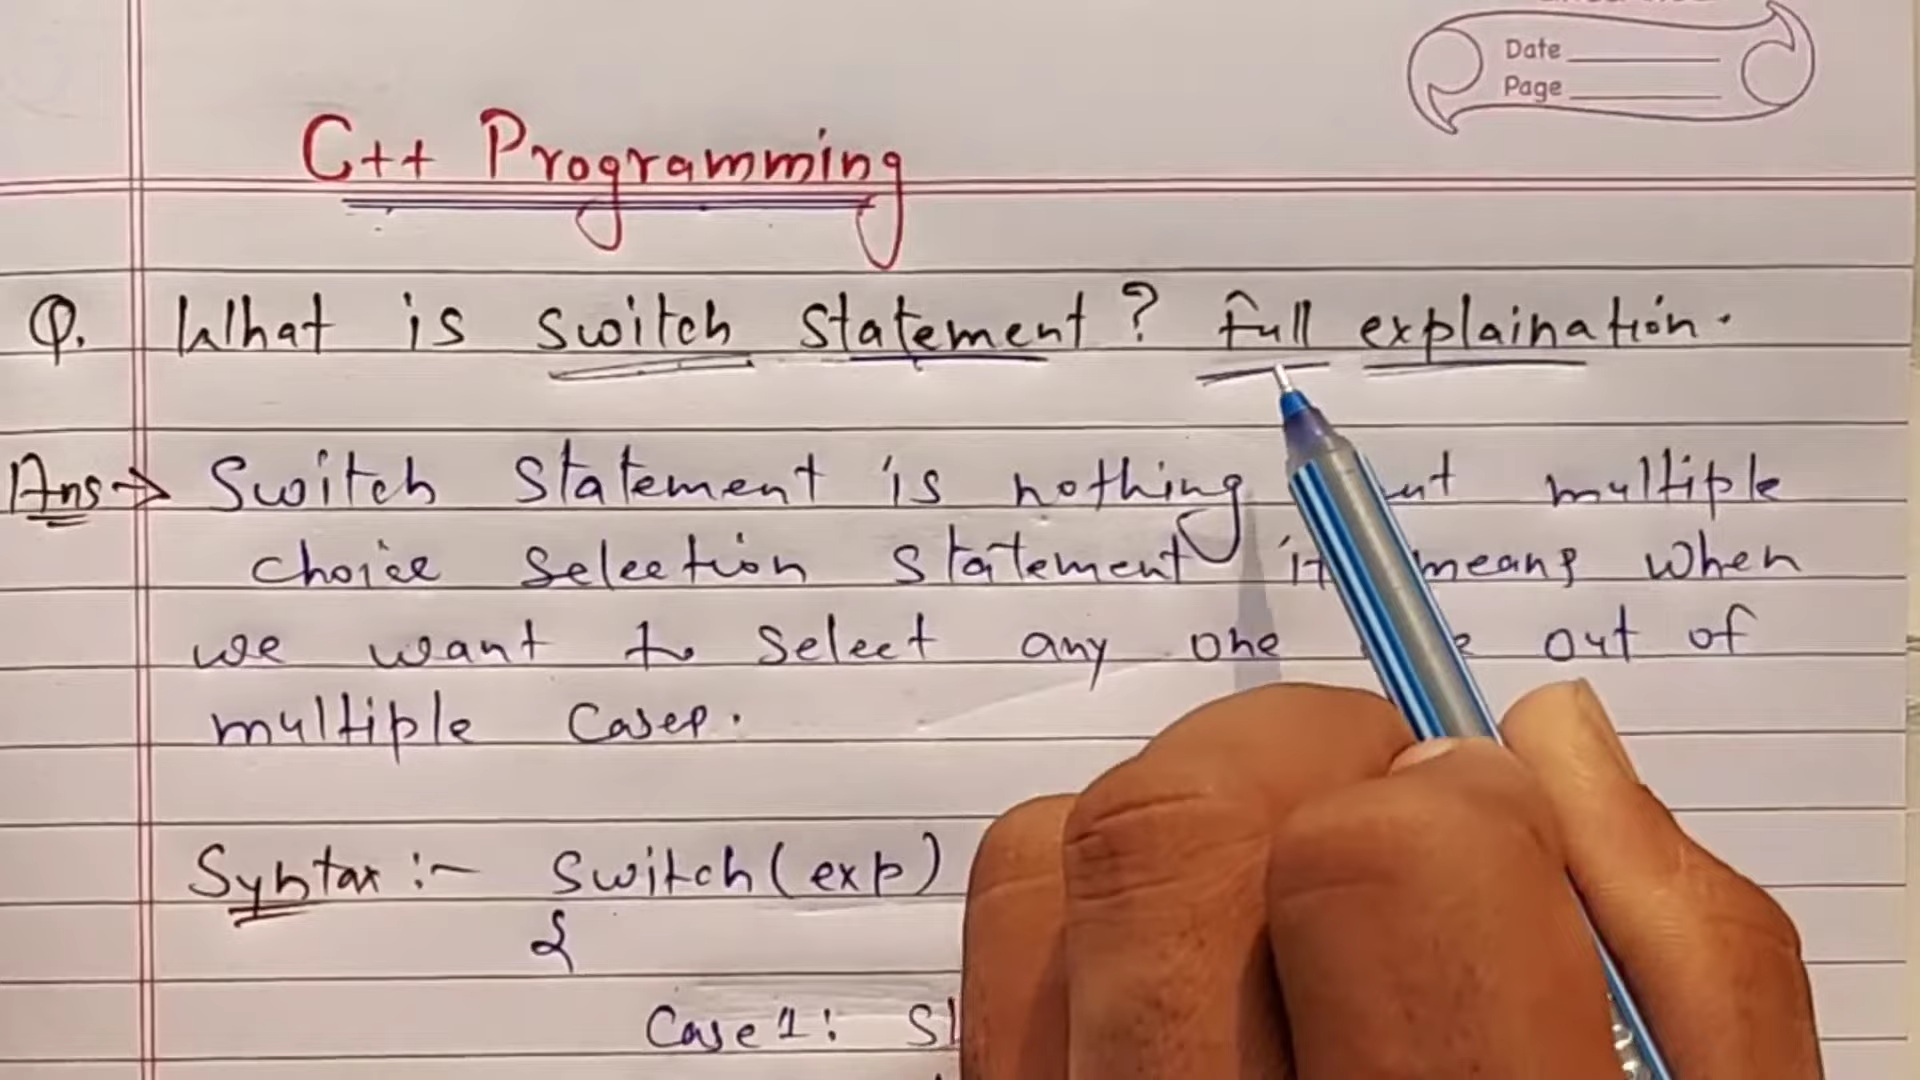 Date
Page
C++ Programming
Q. What is switch statement? Full explaination.
Ans → Switch statement is nothing multiple
choice selection statement means when
we want to select any one out of
multiple cases.
Syntax :- Switch(exp)
{
Case 1: